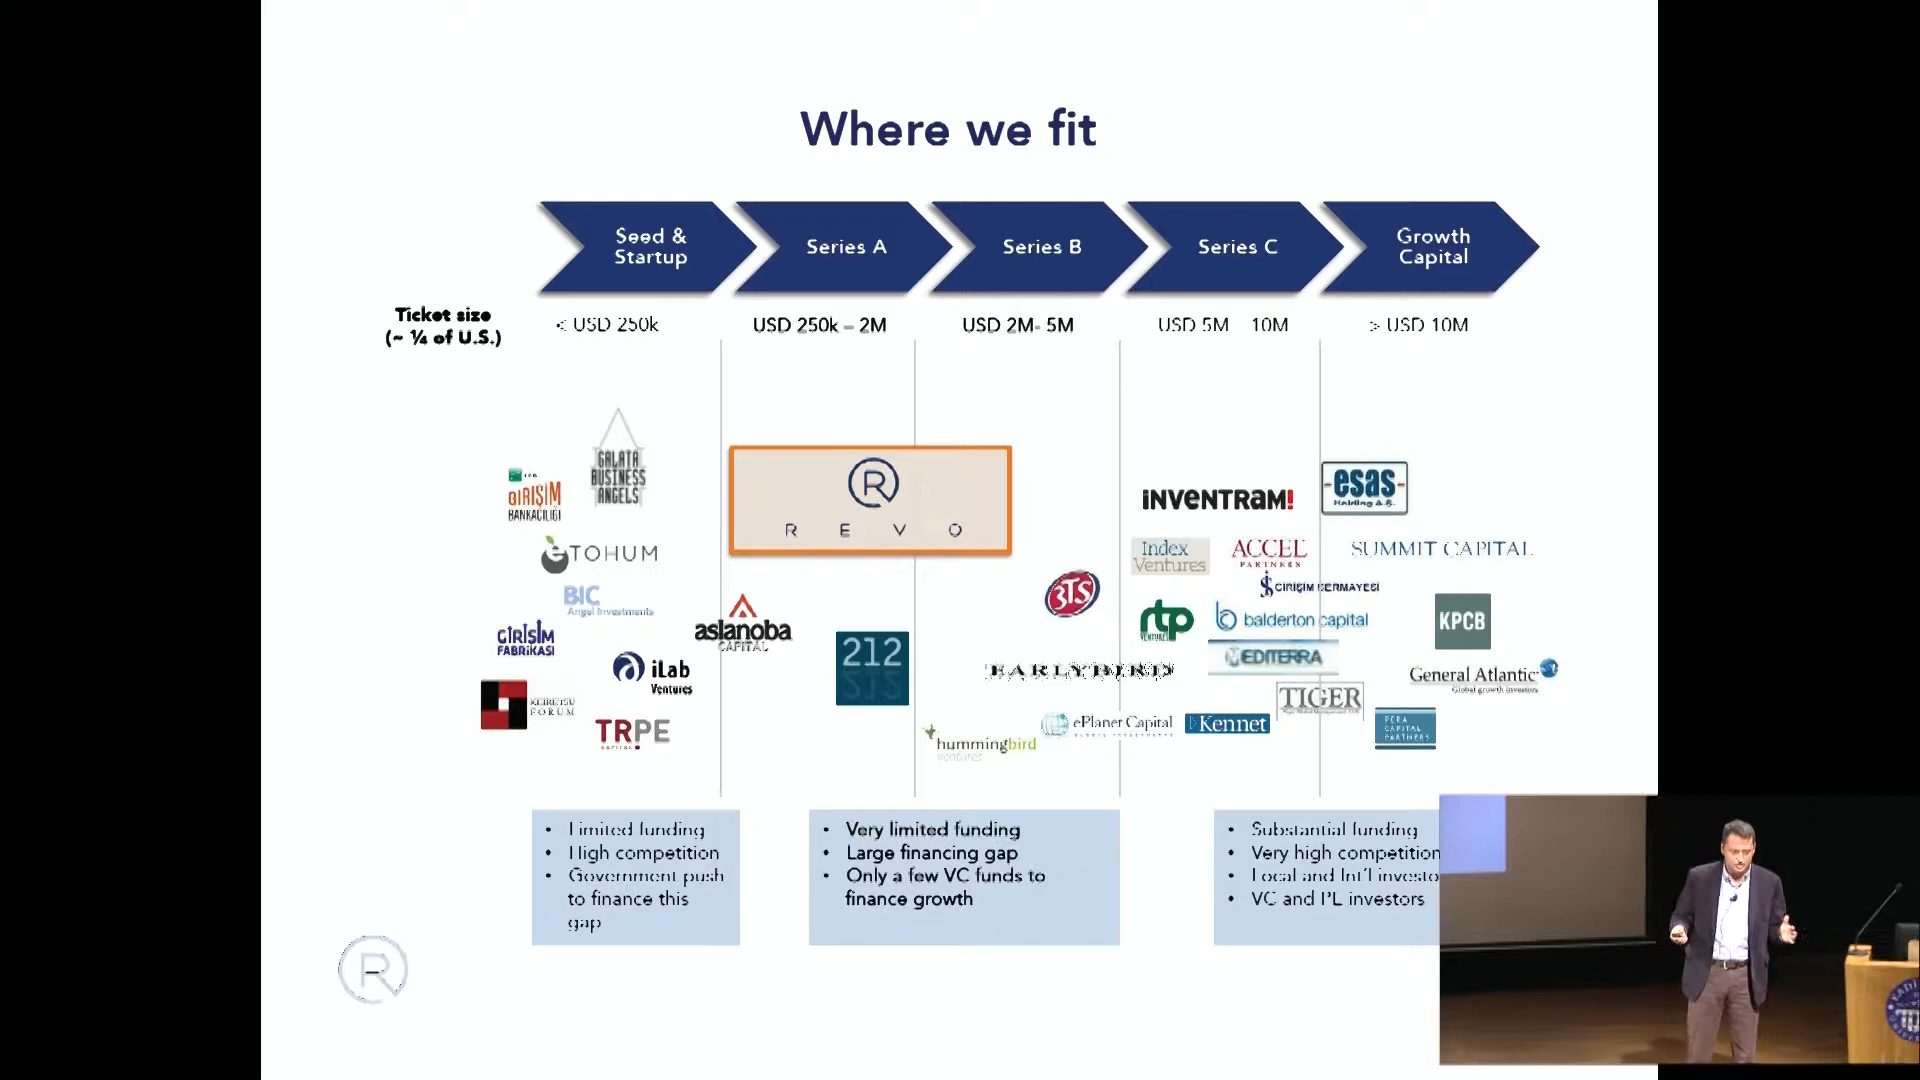 Where we fit
Seed &
Startup
Series A
Series B
Series C
Growth
Capital
Ticket size
(~ ¼ of U.S.)
< USD 250k
USD 250k – 2M
USD 2M- 5M
USD 5M 10M
> USD 10M
GALATA
BUSINESS
ANGELS
GİRİŞİM
BANKACILIĞI
R
R E V O
INVENTRAM!
esas
Holding A.Ş.
eTOHUM
Index
Ventures
ACCEL
PARTNERS
SUMMIT CAPITAL
BIC
Angel Investments
3TS
GİRİŞİM SERMAYESİ
aslanoba
CAPITAL
rtp
VENTURES
balderton capital
KPCB
GİRİŞİM
FABRİKASI
212
iLab
Ventures
EARLYBIRD
MEDITERRA
General Atlantic
Global growth investors
KEIRETSU
FORUM
TIGER
TRPE
CAPITAL
hummingbird
ventures
ePlanet Capital
Kennet
PERA
CAPITAL
PARTNERS
• Limited funding
• High competition
• Government push
to finance this
gap
• Very limited funding
• Large financing gap
• Only a few VC funds to
finance growth
• Substantial funding
• Very high competition
• Local and Int'l investo
• VC and PE investors
R